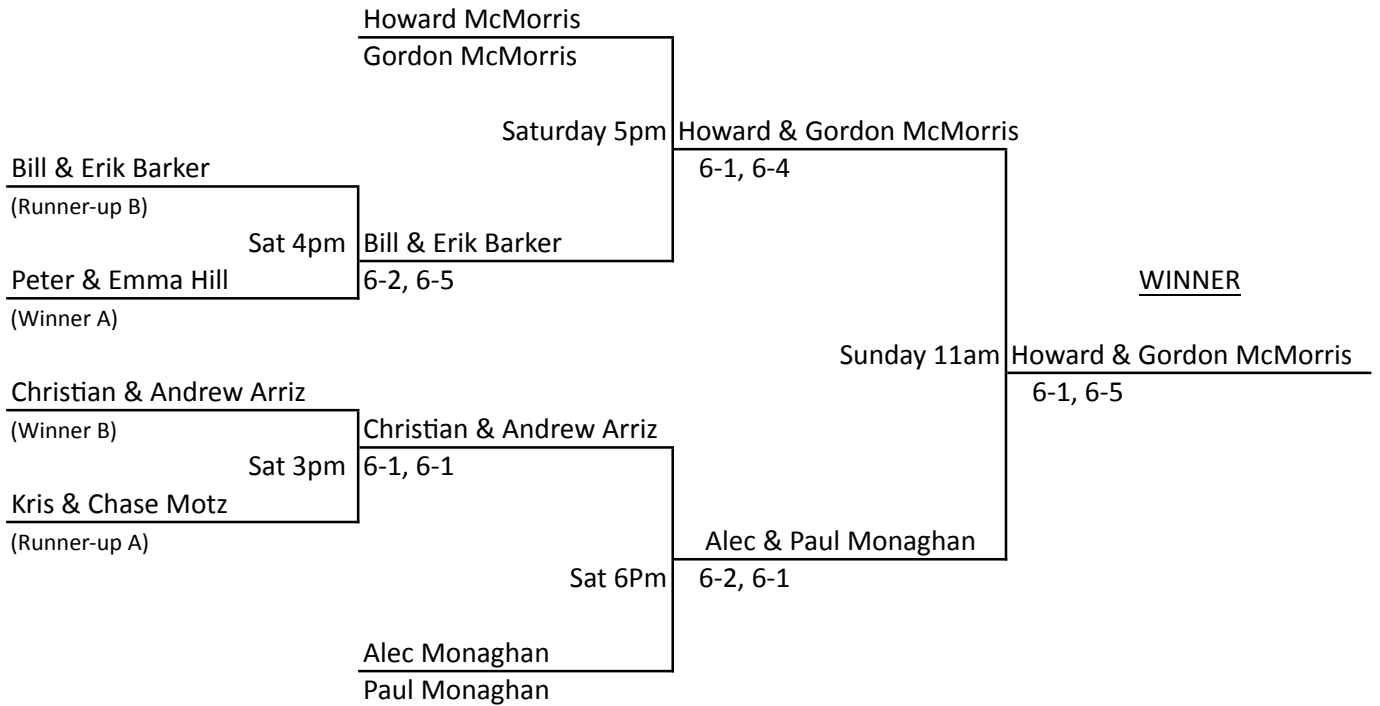 Howard McMorris
Gordon McMorris
Saturday 5pm
Howard & Gordon McMorris
6-1, 6-4
Bill & Erik Barker
(Runner-up B)
Sat 4pm
Bill & Erik Barker
6-2, 6-5
Peter & Emma Hill
(Winner A)
WINNER
Sunday 11am
Howard & Gordon McMorris
6-1, 6-5
Christian & Andrew Arriz
(Winner B)
Christian & Andrew Arriz
Sat 3pm
6-1, 6-1
Kris & Chase Motz
(Runner-up A)
Alec & Paul Monaghan
Sat 6Pm
6-2, 6-1
Alec Monaghan
Paul Monaghan